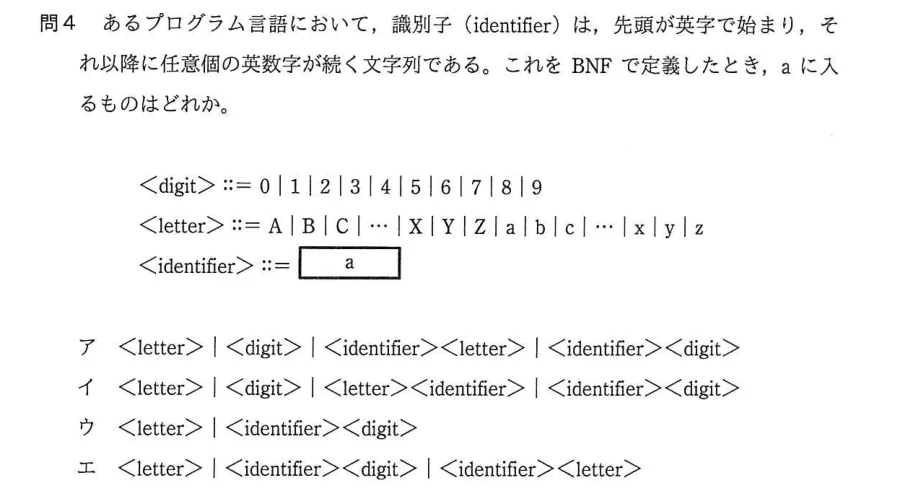 問4 あるプログラム言語において，識別子（identifier）は，先頭が英字で始まり，そ
れ以降に任意個の英数字が続く文字列である。これを BNF で定義したとき，a に入
るものはどれか。
<digit> ::= 0 | 1 | 2 | 3 | 4 | 5 | 6 | 7 | 8 | 9
<letter> ::= A | B | C | … | X | Y | Z | a | b | c | … | x | y | z
<identifier> ::= a
ア <letter> | <digit> | <identifier><letter> | <identifier><digit>
イ <letter> | <digit> | <letter><identifier> | <identifier><digit>
ウ <letter> | <identifier><digit>
エ <letter> | <identifier><digit> | <identifier><letter>